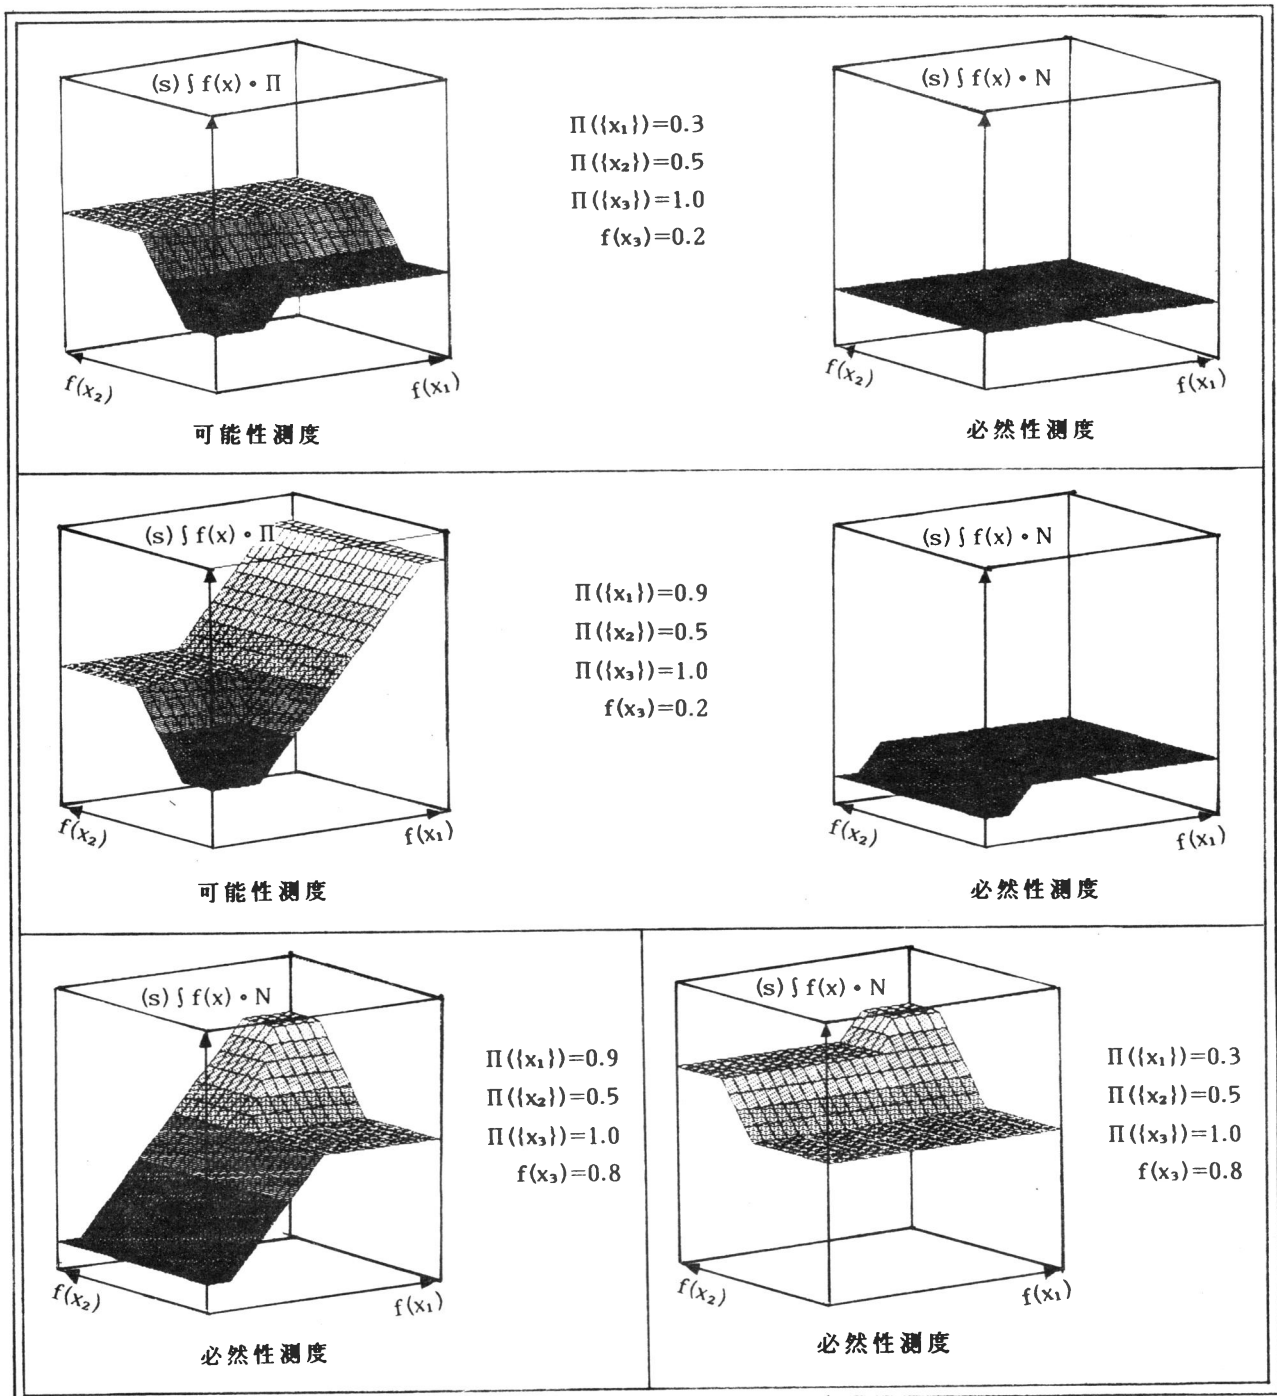 (s)∫f(x)∘Π
Π({x₁})=0.3
Π({x₂})=0.5
Π({x₃})=1.0
f(x₃)=0.2
f(x₂)
f(x₁)
可能性测度
(s)∫f(x)∘N
f(x₂)
f(x₁)
必然性测度
(s)∫f(x)∘Π
Π({x₁})=0.9
Π({x₂})=0.5
Π({x₃})=1.0
f(x₃)=0.2
f(x₂)
f(x₁)
可能性测度
(s)∫f(x)∘N
f(x₂)
f(x₁)
必然性测度
(s)∫f(x)∘N
Π({x₁})=0.9
Π({x₂})=0.5
Π({x₃})=1.0
f(x₃)=0.8
f(x₂)
f(x₁)
必然性测度
(s)∫f(x)∘N
Π({x₁})=0.3
Π({x₂})=0.5
Π({x₃})=1.0
f(x₃)=0.8
f(x₂)
f(x₁)
必然性测度